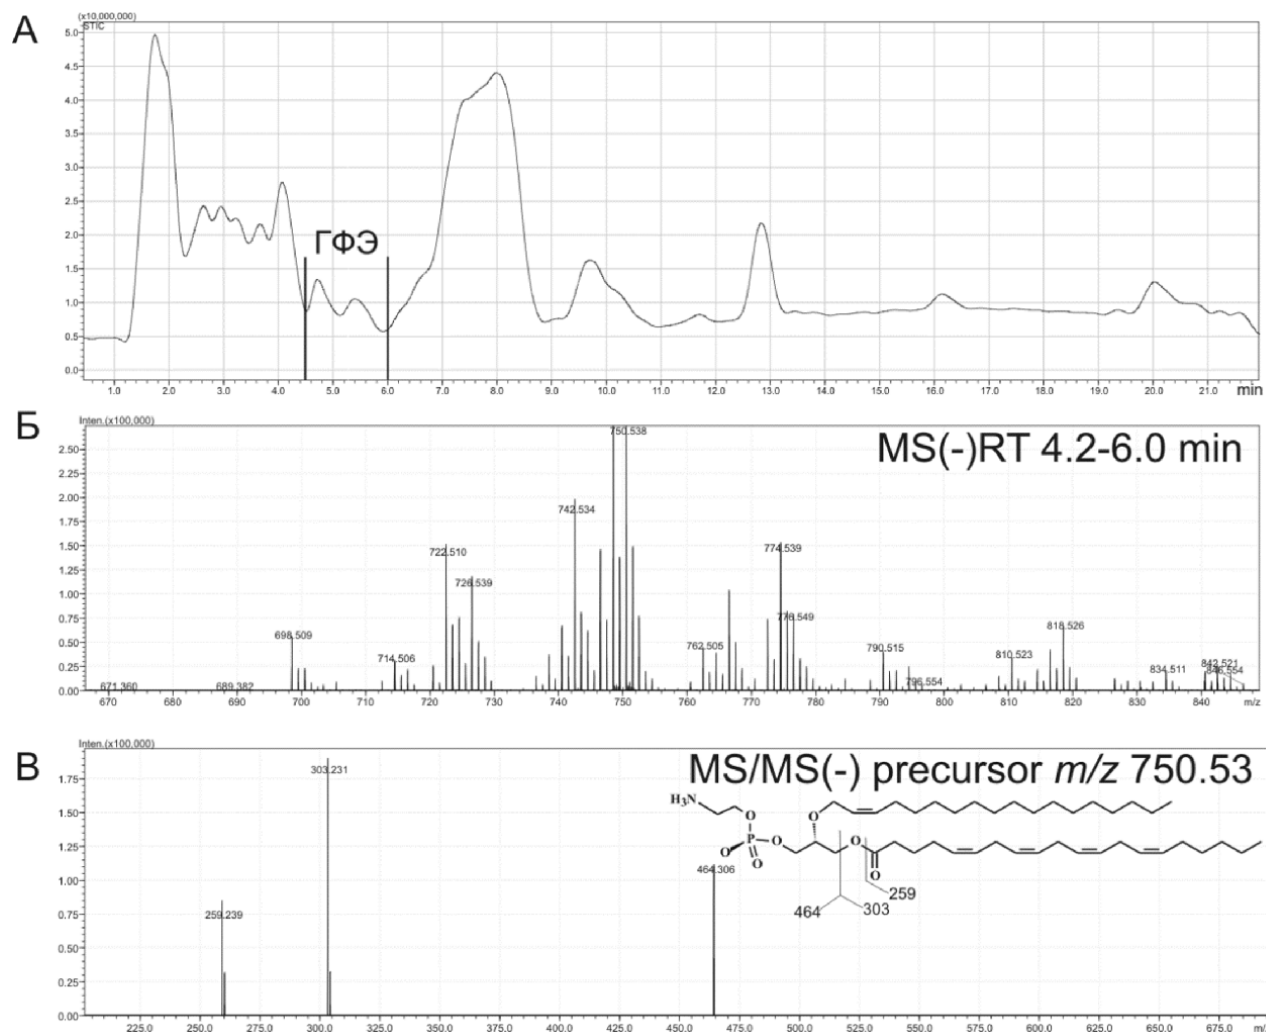 А
(x10,000,000)
STIC
5.0
4.5
4.0
3.5
3.0
2.5
2.0
1.5
1.0
0.5
0.0
ГФЭ
1.0 2.0 3.0 4.0 5.0 6.0 7.0 8.0 9.0 10.0 11.0 12.0 13.0 14.0 15.0 16.0 17.0 18.0 19.0 20.0 21.0 min
Б
Inten.(x100,000)
MS(-)RT 4.2-6.0 min
2.50
2.25
2.00
1.75
1.50
1.25
1.00
0.75
0.50
0.25
0.00
750.538
742.534
722.510
774.539
726.539
776.549
698.509
818.526
762.505
790.515
714.506
810.523
834.511
842.521
846.554
671.360
689.382
796.554
670 680 690 700 710 720 730 740 750 760 770 780 790 800 810 820 830 840 m/z
В
Inten.(x100,000)
MS/MS(-) precursor m/z 750.53
1.75
1.50
1.25
1.00
0.75
0.50
0.25
0.00
303.231
464.306
259.239
H3N
O
O
P
O
O
O
O
O
259
464
303
225.0 250.0 275.0 300.0 325.0 350.0 375.0 400.0 425.0 450.0 475.0 500.0 525.0 550.0 575.0 600.0 625.0 650.0 675.0